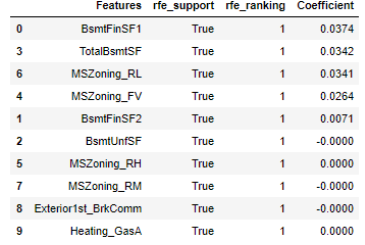 Features rfe_support rfe_ranking Coefficient
0 BsmtFinSF1 True 1 0.0374
3 TotalBsmtSF True 1 0.0342
6 MSZoning_RL True 1 0.0341
4 MSZoning_FV True 1 0.0264
1 BsmtFinSF2 True 1 0.0071
2 BsmtUnfSF True 1 -0.0000
5 MSZoning_RH True 1 0.0000
7 MSZoning_RM True 1 -0.0000
8 Exterior1st_BrkComm True 1 -0.0000
9 Heating_GasA True 1 0.0000